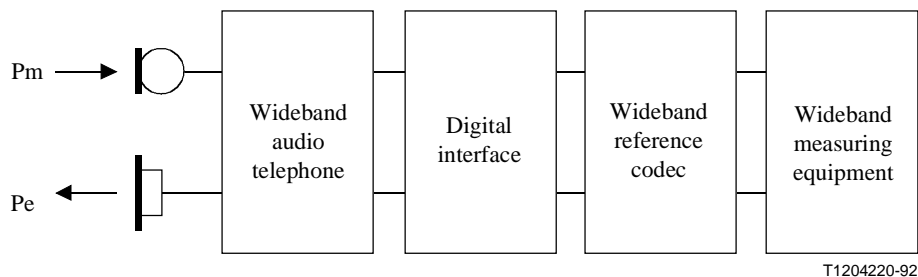 Pm
Pe
Wideband
audio
telephone
Digital
interface
Wideband
reference
codec
Wideband
measuring
equipment
T1204220-92